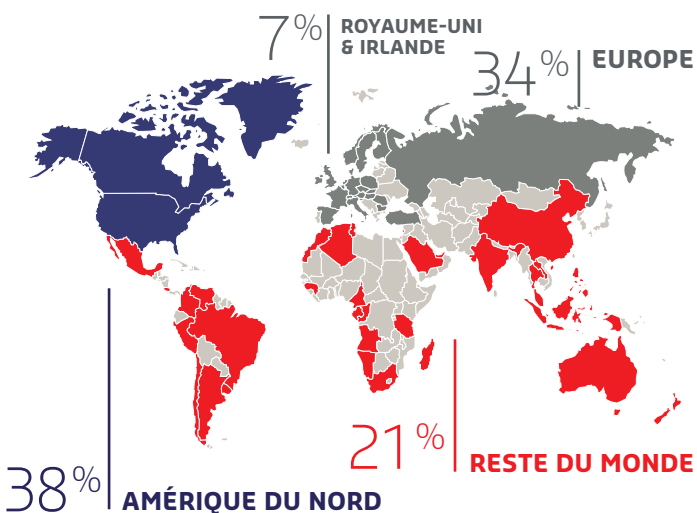 7%
ROYAUME-UNI
& IRLANDE
34%
EUROPE
21%
RESTE DU MONDE
38%
AMÉRIQUE DU NORD